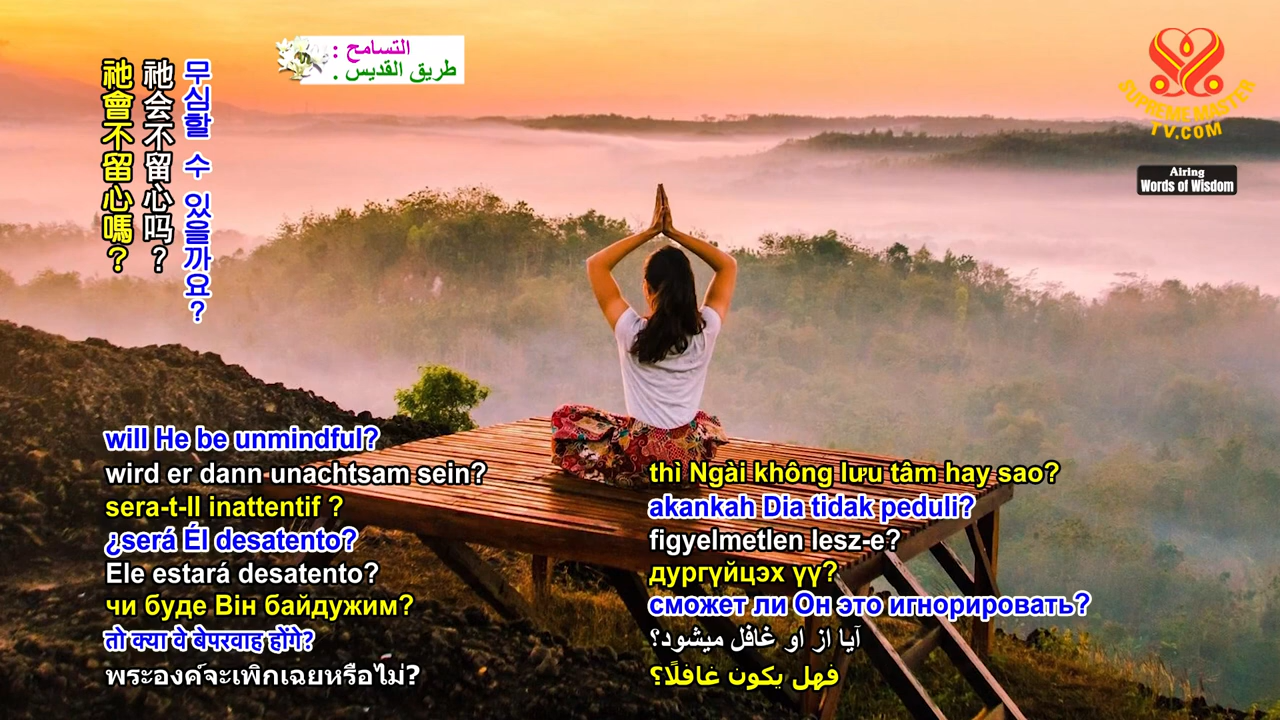 التسامح :
طريق القديس .
SUPREME MASTER
TV.COM
Airing
Words of Wisdom
무심할 수 있을까요?
祂会不留心吗？
祂會不留心嗎？
will He be unmindful?
wird er dann unachtsam sein?
sera-t-Il inattentif ?
¿será Él desatento?
Ele estará desatento?
чи буде Він байдужим?
तो क्या वे बेपरवाह होंगे?
พระองค์จะเพิกเฉยหรือไม่?
thì Ngài không lưu tâm hay sao?
akankah Dia tidak peduli?
figyelmetlen lesz-e?
дургүйцэх үү?
сможет ли Он это игнорировать?
آیا از او غافل میشود؟
فهل يكون غافلًا؟